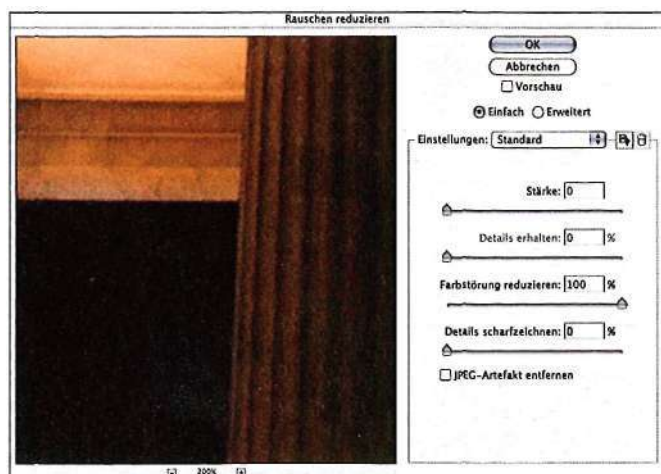 Rauschen reduzieren
OK
Abbrechen
Vorschau
Einfach Erweitert
Einstellungen: Standard
Stärke: 0
Details erhalten: 0 %
Farbstörung reduzieren: 100 %
Details scharfzeichnen: 0 %
JPEG-Artefakt entfernen
200%